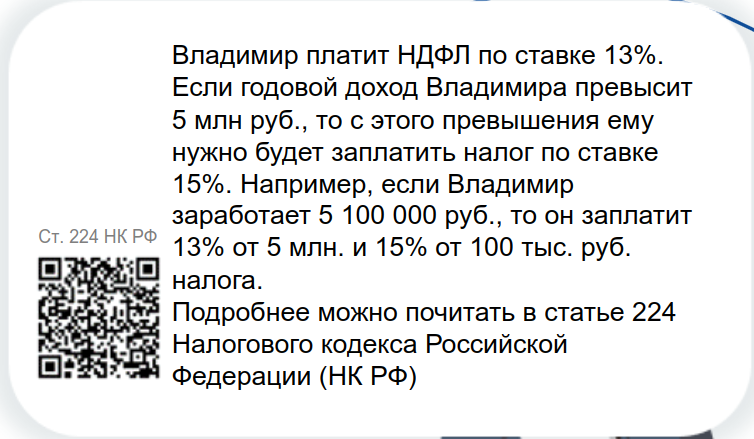 Владимир платит НДФЛ по ставке 13%.
Если годовой доход Владимира превысит
5 млн руб., то с этого превышения ему
нужно будет заплатить налог по ставке
15%. Например, если Владимир
заработает 5 100 000 руб., то он заплатит
13% от 5 млн. и 15% от 100 тыс. руб.
налога.
Подробнее можно почитать в статье 224
Налогового кодекса Российской
Федерации (НК РФ)
Ст. 224 НК РФ